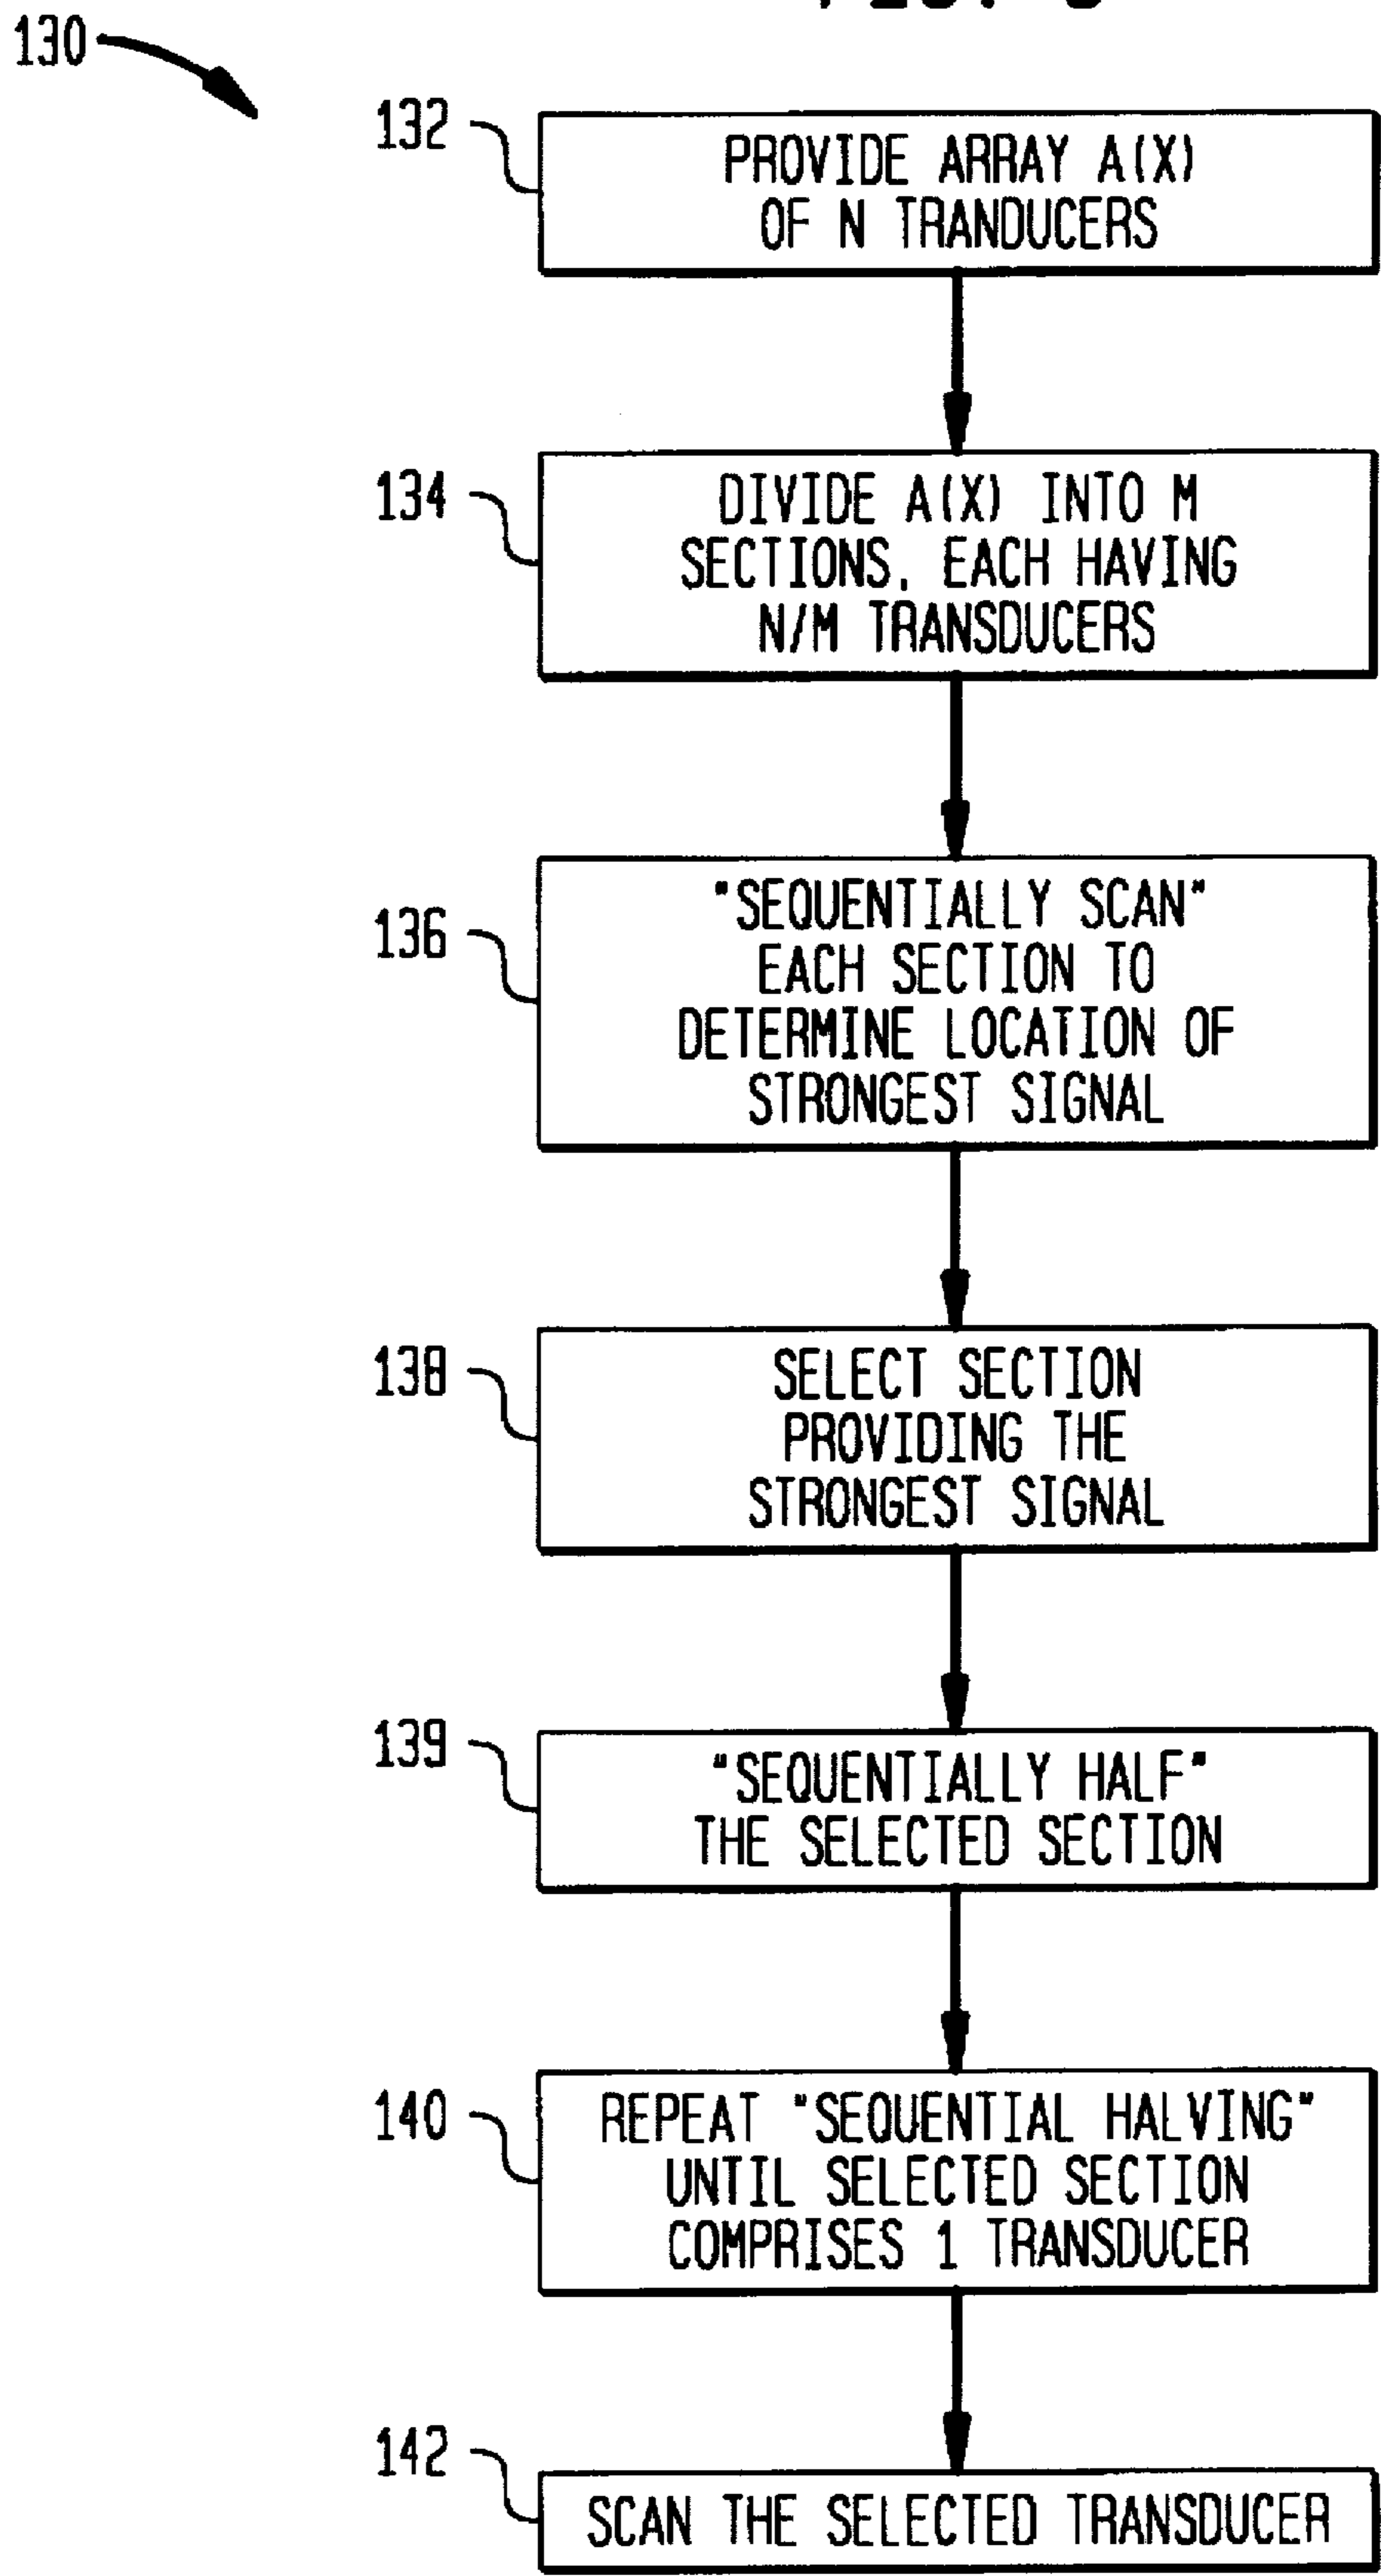 130
132
PROVIDE ARRAY A(X)
OF N TRANDUCERS
134
DIVIDE A(X) INTO M
SECTIONS, EACH HAVING
N/M TRANSDUCERS
136
"SEQUENTIALLY SCAN"
EACH SECTION TO
DETERMINE LOCATION OF
STRONGEST SIGNAL
138
SELECT SECTION
PROVIDING THE
STRONGEST SIGNAL
139
"SEQUENTIALLY HALF"
THE SELECTED SECTION
140
REPEAT "SEQUENTIAL HALVING"
UNTIL SELECTED SECTION
COMPRISES 1 TRANSDUCER
142
SCAN THE SELECTED TRANSDUCER